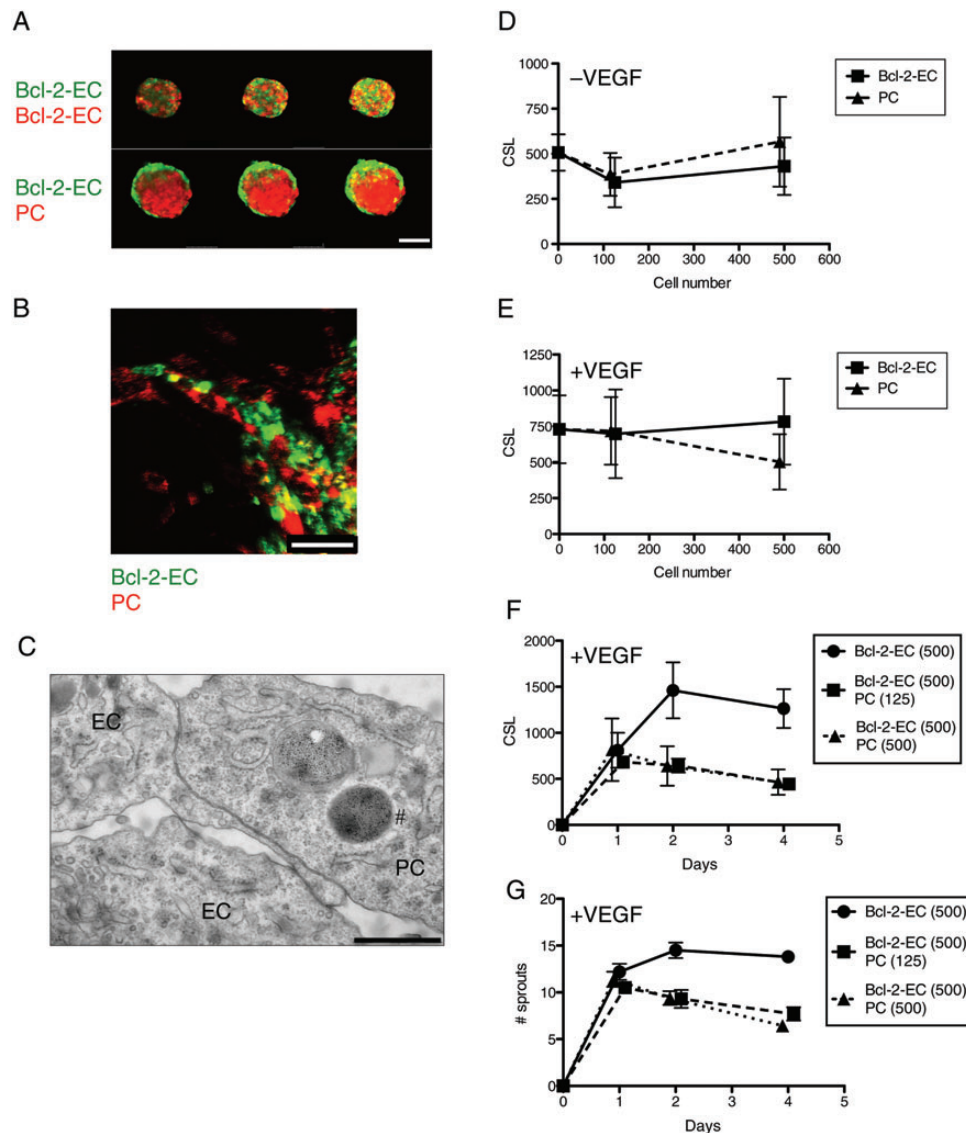 A
Bcl-2-EC
Bcl-2-EC
Bcl-2-EC
PC
B
Bcl-2-EC
PC
C
EC
#
PC
EC
D
–VEGF
1000
750
500
250
0
CSL
0 100 200 300 400 500 600
Cell number
Bcl-2-EC
PC
E
+VEGF
1250
1000
750
500
250
0
CSL
0 100 200 300 400 500 600
Cell number
Bcl-2-EC
PC
F
+VEGF
2000
1500
1000
500
0
CSL
0 1 2 3 4 5
Days
Bcl-2-EC (500)
Bcl-2-EC (500)
PC (125)
Bcl-2-EC (500)
PC (500)
G
+VEGF
20
15
10
5
0
# sprouts
0 1 2 3 4 5
Days
Bcl-2-EC (500)
Bcl-2-EC (500)
PC (125)
Bcl-2-EC (500)
PC (500)